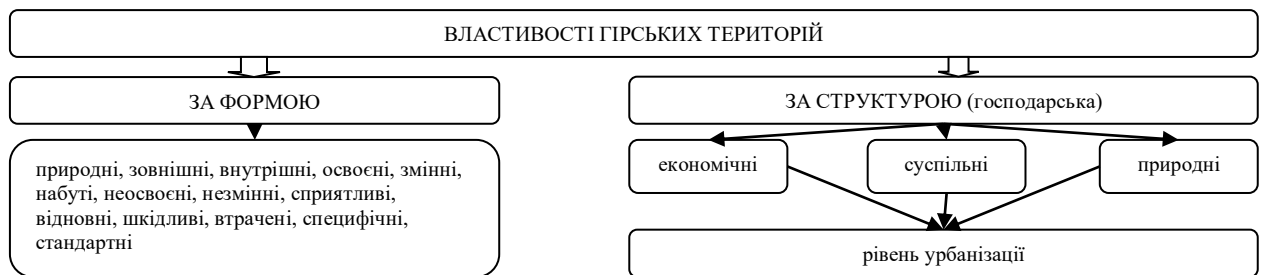 ВЛАСТИВОСТІ ГІРСЬКИХ ТЕРИТОРІЙ
ЗА ФОРМОЮ
ЗА СТРУКТУРОЮ (господарська)
природні, зовнішні, внутрішні, освоєні, змінні,
набуті, неосвоєні, незмінні, сприятливі,
відновні, шкідливі, втрачені, специфічні,
стандартні
економічні
суспільні
природні
рівень урбанізації